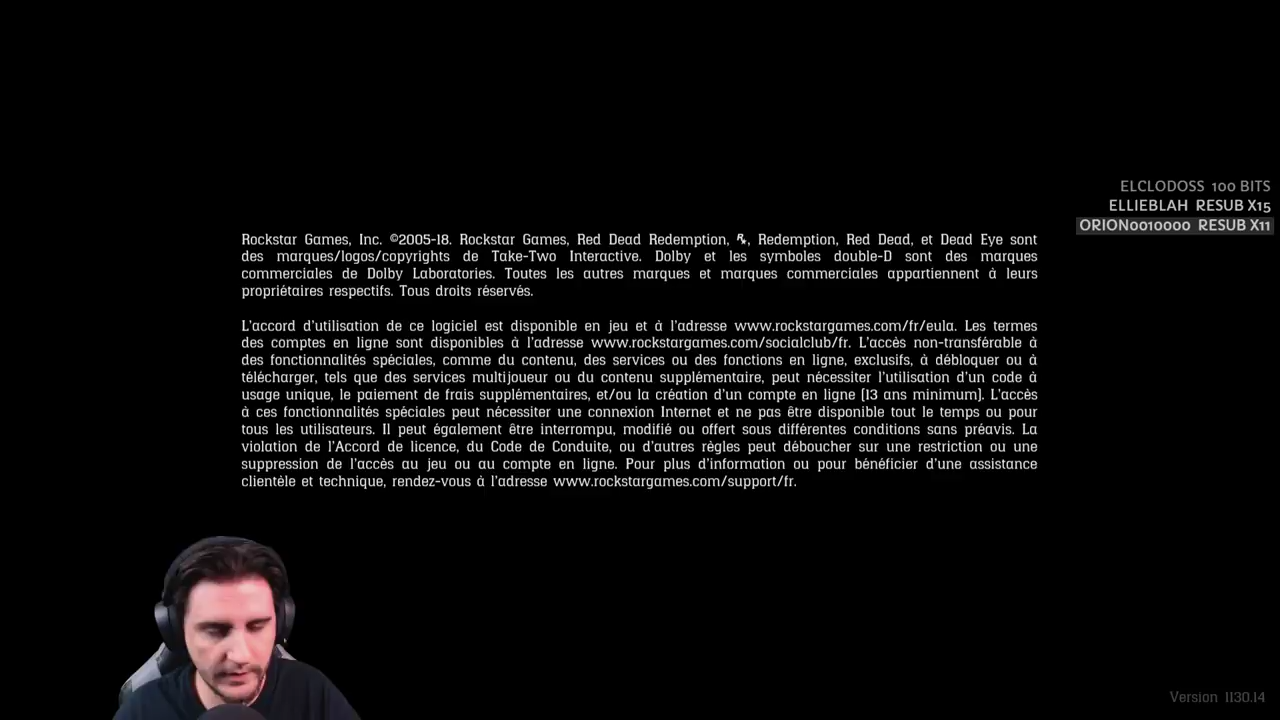 ELCLODOSS 100 BITS
ELLIEBLAH RESUB X15
ORION0010000 RESUB X11
Rockstar Games, Inc. ©2005-18. Rockstar Games, Red Dead Redemption, R*, Redemption, Red Dead, et Dead Eye sont
des marques/logos/copyrights de Take-Two Interactive. Dolby et les symboles double-D sont des marques
commerciales de Dolby Laboratories. Toutes les autres marques et marques commerciales appartiennent à leurs
propriétaires respectifs. Tous droits réservés.
L'accord d'utilisation de ce logiciel est disponible en jeu et à l'adresse www.rockstargames.com/fr/eula. Les termes
des comptes en ligne sont disponibles à l'adresse www.rockstargames.com/socialclub/fr. L'accès non-transférable à
des fonctionnalités spéciales, comme du contenu, des services ou des fonctions en ligne, exclusifs, à débloquer ou à
télécharger, tels que des services multijoueur ou du contenu supplémentaire, peut nécessiter l'utilisation d'un code à
usage unique, le paiement de frais supplémentaires, et/ou la création d'un compte en ligne (13 ans minimum). L'accès
à ces fonctionnalités spéciales peut nécessiter une connexion Internet et ne pas être disponible tout le temps ou pour
tous les utilisateurs. Il peut également être interrompu, modifié ou offert sous différentes conditions sans préavis. La
violation de l'Accord de licence, du Code de Conduite, ou d'autres règles peut déboucher sur une restriction ou une
suppression de l'accès au jeu ou au compte en ligne. Pour plus d'information ou pour bénéficier d'une assistance
clientèle et technique, rendez-vous à l'adresse www.rockstargames.com/support/fr.
Version 1130.14